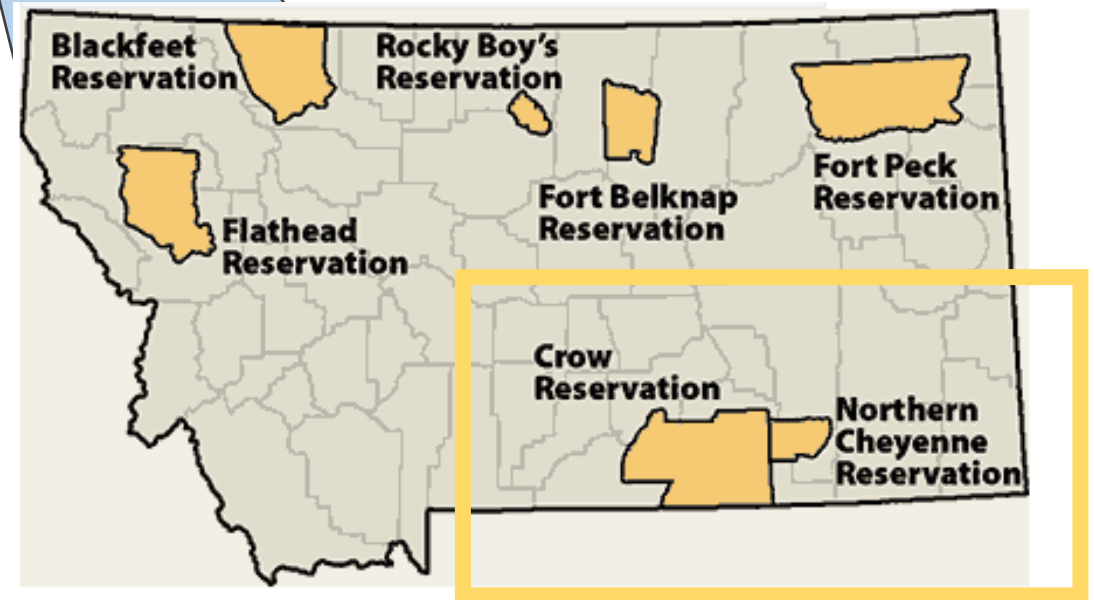 Blackfeet
Reservation
Rocky Boy's
Reservation
Fort Peck
Reservation
Fort Belknap
Reservation
Flathead
Reservation
Crow
Reservation
Northern
Cheyenne
Reservation